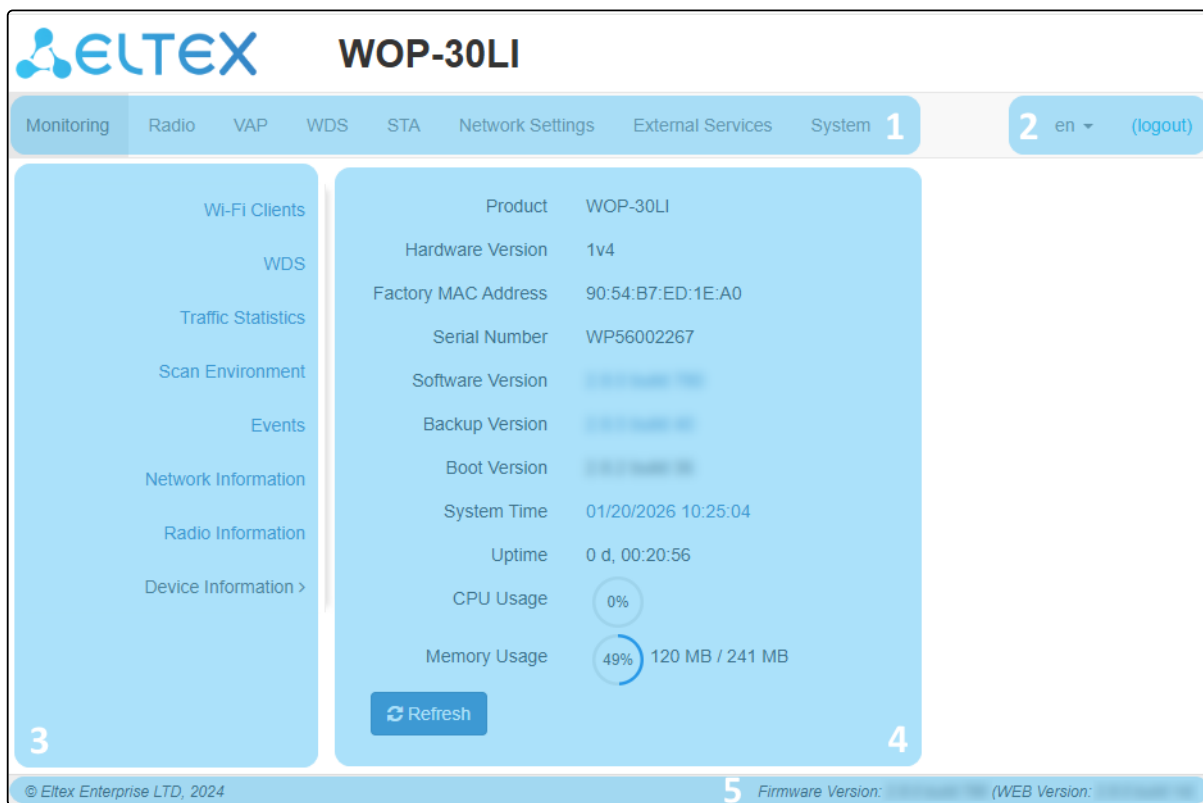 ELTEX WOP-30LI
Monitoring Radio VAP WDS STA Network Settings External Services System 1 2 en (logout)
Wi-Fi Clients
WDS
Traffic Statistics
Scan Environment
Events
Network Information
Radio Information
Device Information >
3
Product WOP-30LI
Hardware Version 1v4
Factory MAC Address 90:54:B7:ED:1E:A0
Serial Number WP56002267
Software Version
Backup Version
Boot Version
System Time 01/20/2026 10:25:04
Uptime 0 d, 00:20:56
CPU Usage 0%
Memory Usage 49% 120 MB / 241 MB
Refresh
4
© Eltex Enterprise LTD, 2024 5 Firmware Version: (WEB Version: